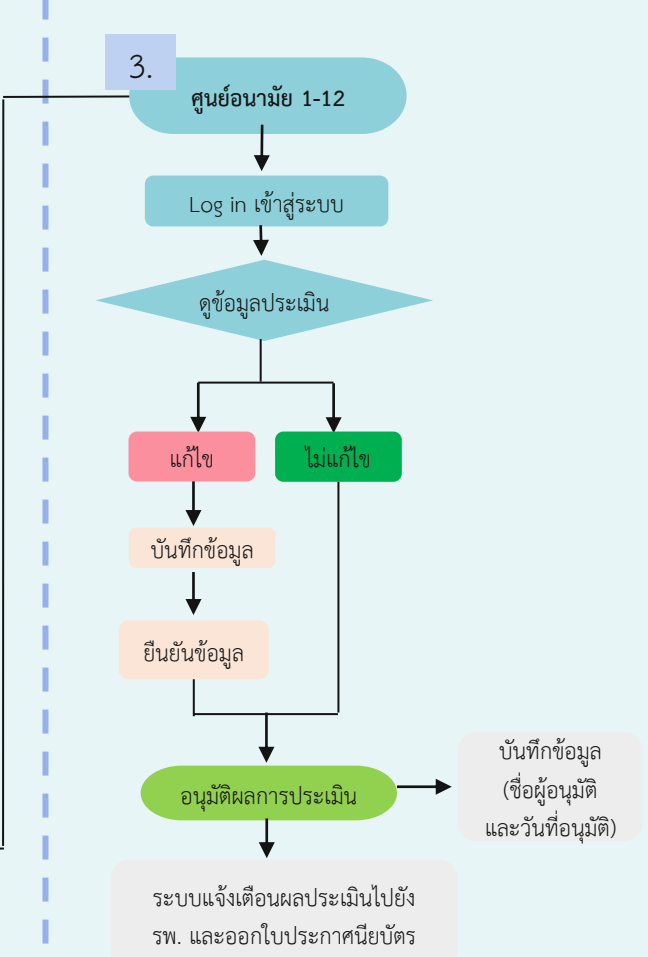 3.
ศูนย์อนามัย 1-12
Log in เข้าสู่ระบบ
ดูข้อมูลประเมิน
แก้ไข
ไม่แก้ไข
บันทึกข้อมูล
ยืนยันข้อมูล
อนุมัติผลการประเมิน
บันทึกข้อมูล
(ชื่อผู้อนุมัติ
และวันที่อนุมัติ)
ระบบแจ้งเตือนผลประเมินไปยัง
รพ. และออกใบประกาศนียบัตร